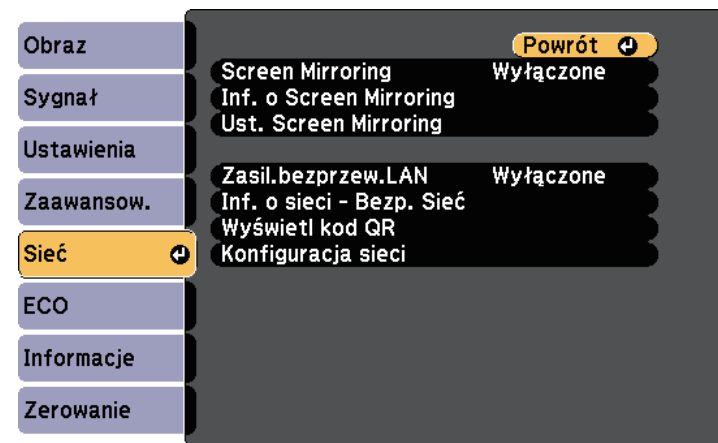 Obraz
Sygnał
Ustawienia
Zaawansow.
Sieć
ECO
Informacje
Zerowanie
Powrót
Screen Mirroring Wyłączone
Inf. o Screen Mirroring
Ust. Screen Mirroring
Zasil.bezprzew.LAN Wyłączone
Inf. o sieci - Bezp. Sieć
Wyświetl kod QR
Konfiguracja sieci